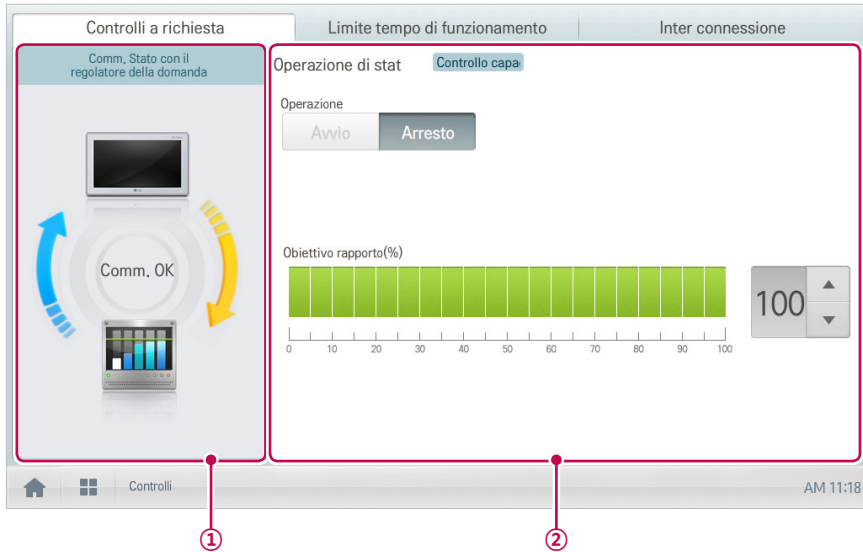 Controlli a richiesta
Limite tempo di funzionamento
Inter connessione
Comm. Stato con il
regolatore della domanda
Comm. OK
Operazione di stat
Controllo capa
Operazione
Avvio
Arresto
Obiettivo rapporto(%)
100
0 10 20 30 40 50 60 70 80 90 100
Controlli
AM 11:18
① ②